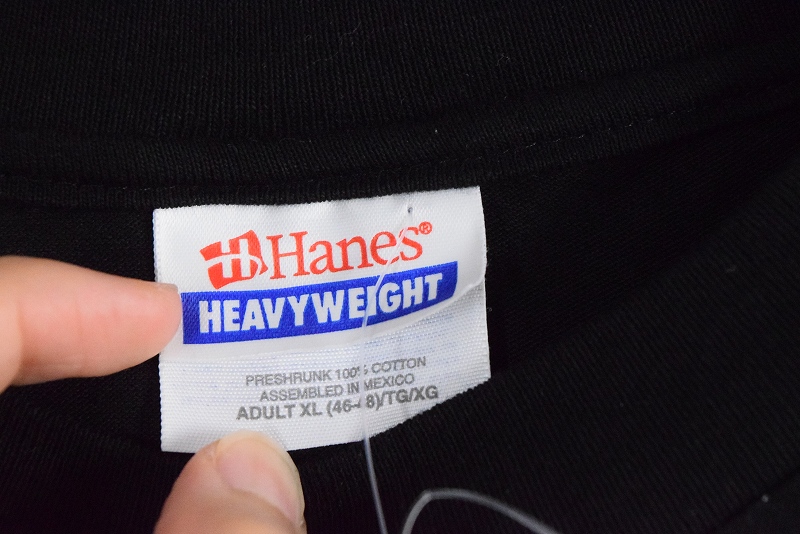 Hanes®
HEAVYWEIGHT
PRESHRUNK 100% COTTON
ASSEMBLED IN MEXICO
ADULT XL (46-48)/TG/XG